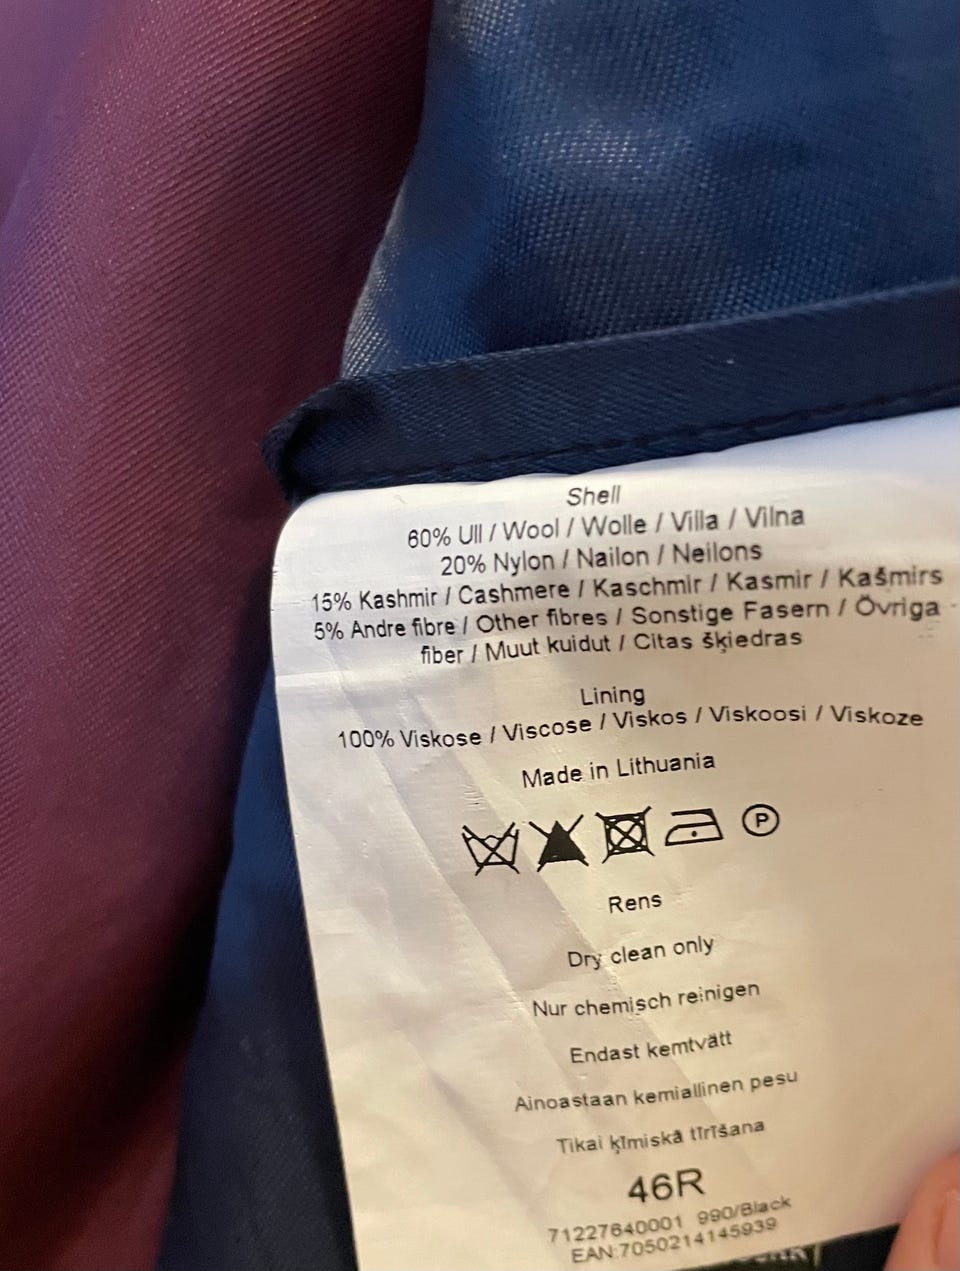 Shell
60% Ull / Wool / Wolle / Villa / Vilna
20% Nylon / Nailon / Neilons
15% Kashmir / Cashmere / Kaschmir / Kasmir / Kašmirs
5% Andre fibre / Other fibres / Sonstige Fasern / Övriga
fiber / Muut kuidut / Citas šķiedras
Lining
100% Viskose / Viscose / Viskos / Viskoosi / Viskoze
Made in Lithuania
P
Rens
Dry clean only
Nur chemisch reinigen
Endast kemtvätt
Ainoastaan kemiallinen pesu
Tikai ķīmiskā tīrīšana
46R
71227640001 990/Black
EAN:7050214145939